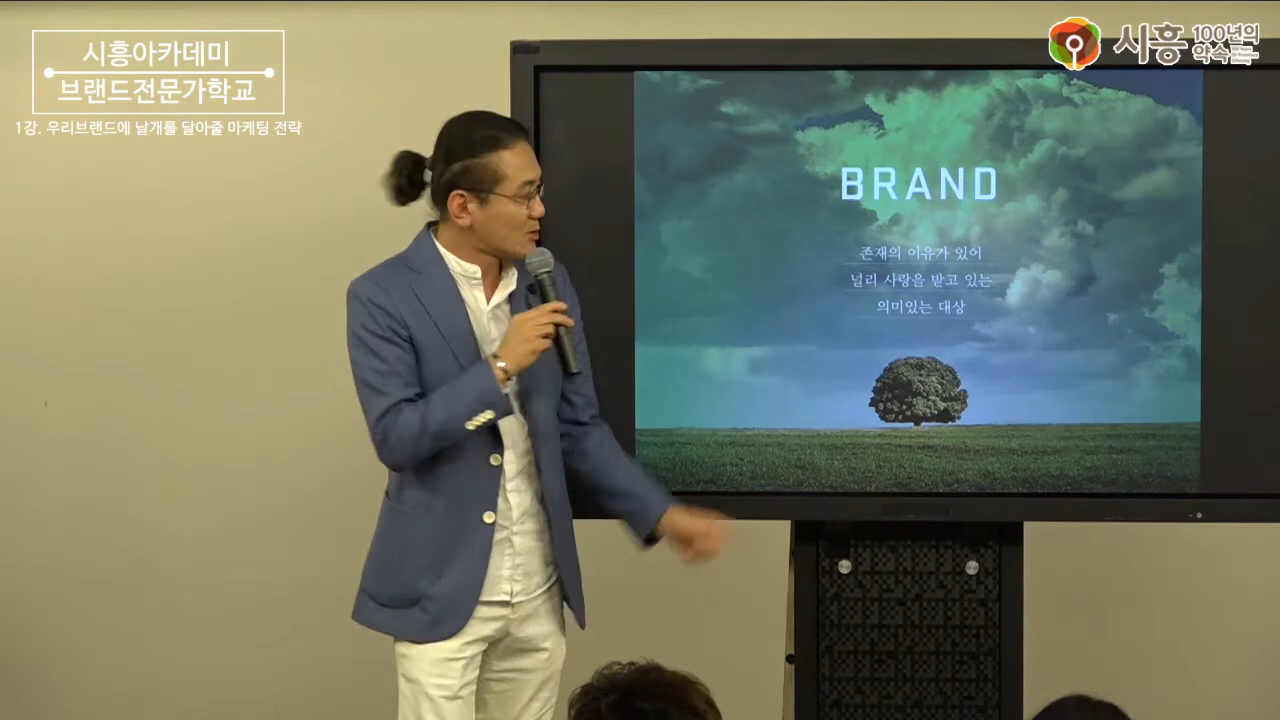 시흥아카데미
브랜드전문가학교
1강. 우리브랜드에 날개를 달아줄 마케팅 전략
시흥 100년의
약속
BRAND
존재의 이유가 있어
널리 사랑을 받고 있는
의미있는 대상